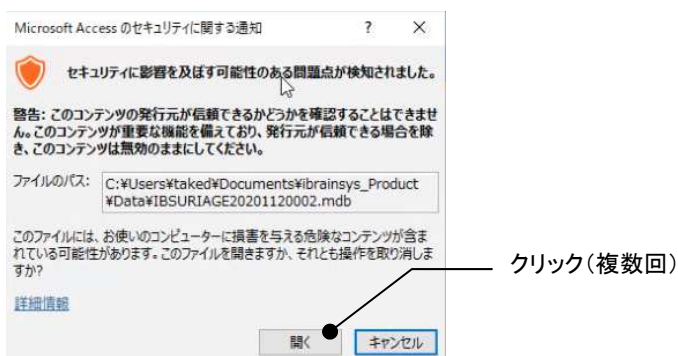 Microsoft Access のセキュリティに関する通知 ? ×
セキュリティに影響を及ぼす可能性のある問題点が検知されました。
警告: このコンテンツの発行元が信頼できるかどうかを確認することはできませ
ん。このコンテンツが重要な機能を備えており、発行元が信頼できる場合を除
き、このコンテンツは無効のままにしてください。
ファイルのパス: C:¥Users¥taked¥Documents¥ibrainsys_Product
¥Data¥IBSURIAGE20201120002.mdb
このファイルには、お使いのコンピューターに損害を与える危険なコンテンツが含ま
れている可能性があります。このファイルを開きますか、それとも操作を取り消しま
すか?
クリック(複数回)
詳細情報
開く キャンセル